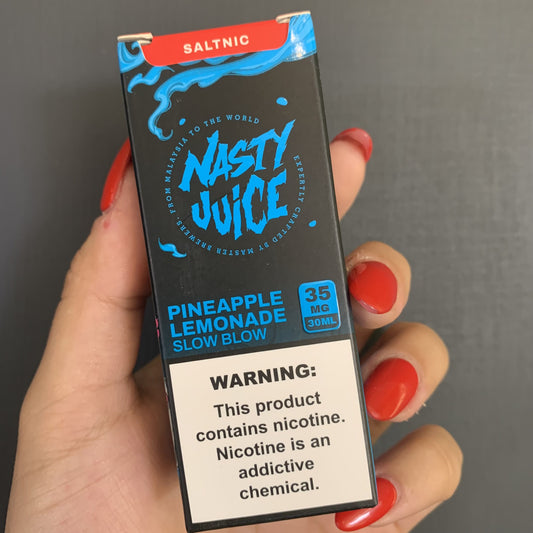 SALTNIC
FROM MALAYSIA TO THE WORLD
NASTY
JUICE
EXPERTLY CRAFTED BY MASTER BREWERS.
PINEAPPLE
LEMONADE
SLOW BLOW
35
MG
30ML
WARNING:
This product
contains nicotine.
Nicotine is an
addictive
chemical.